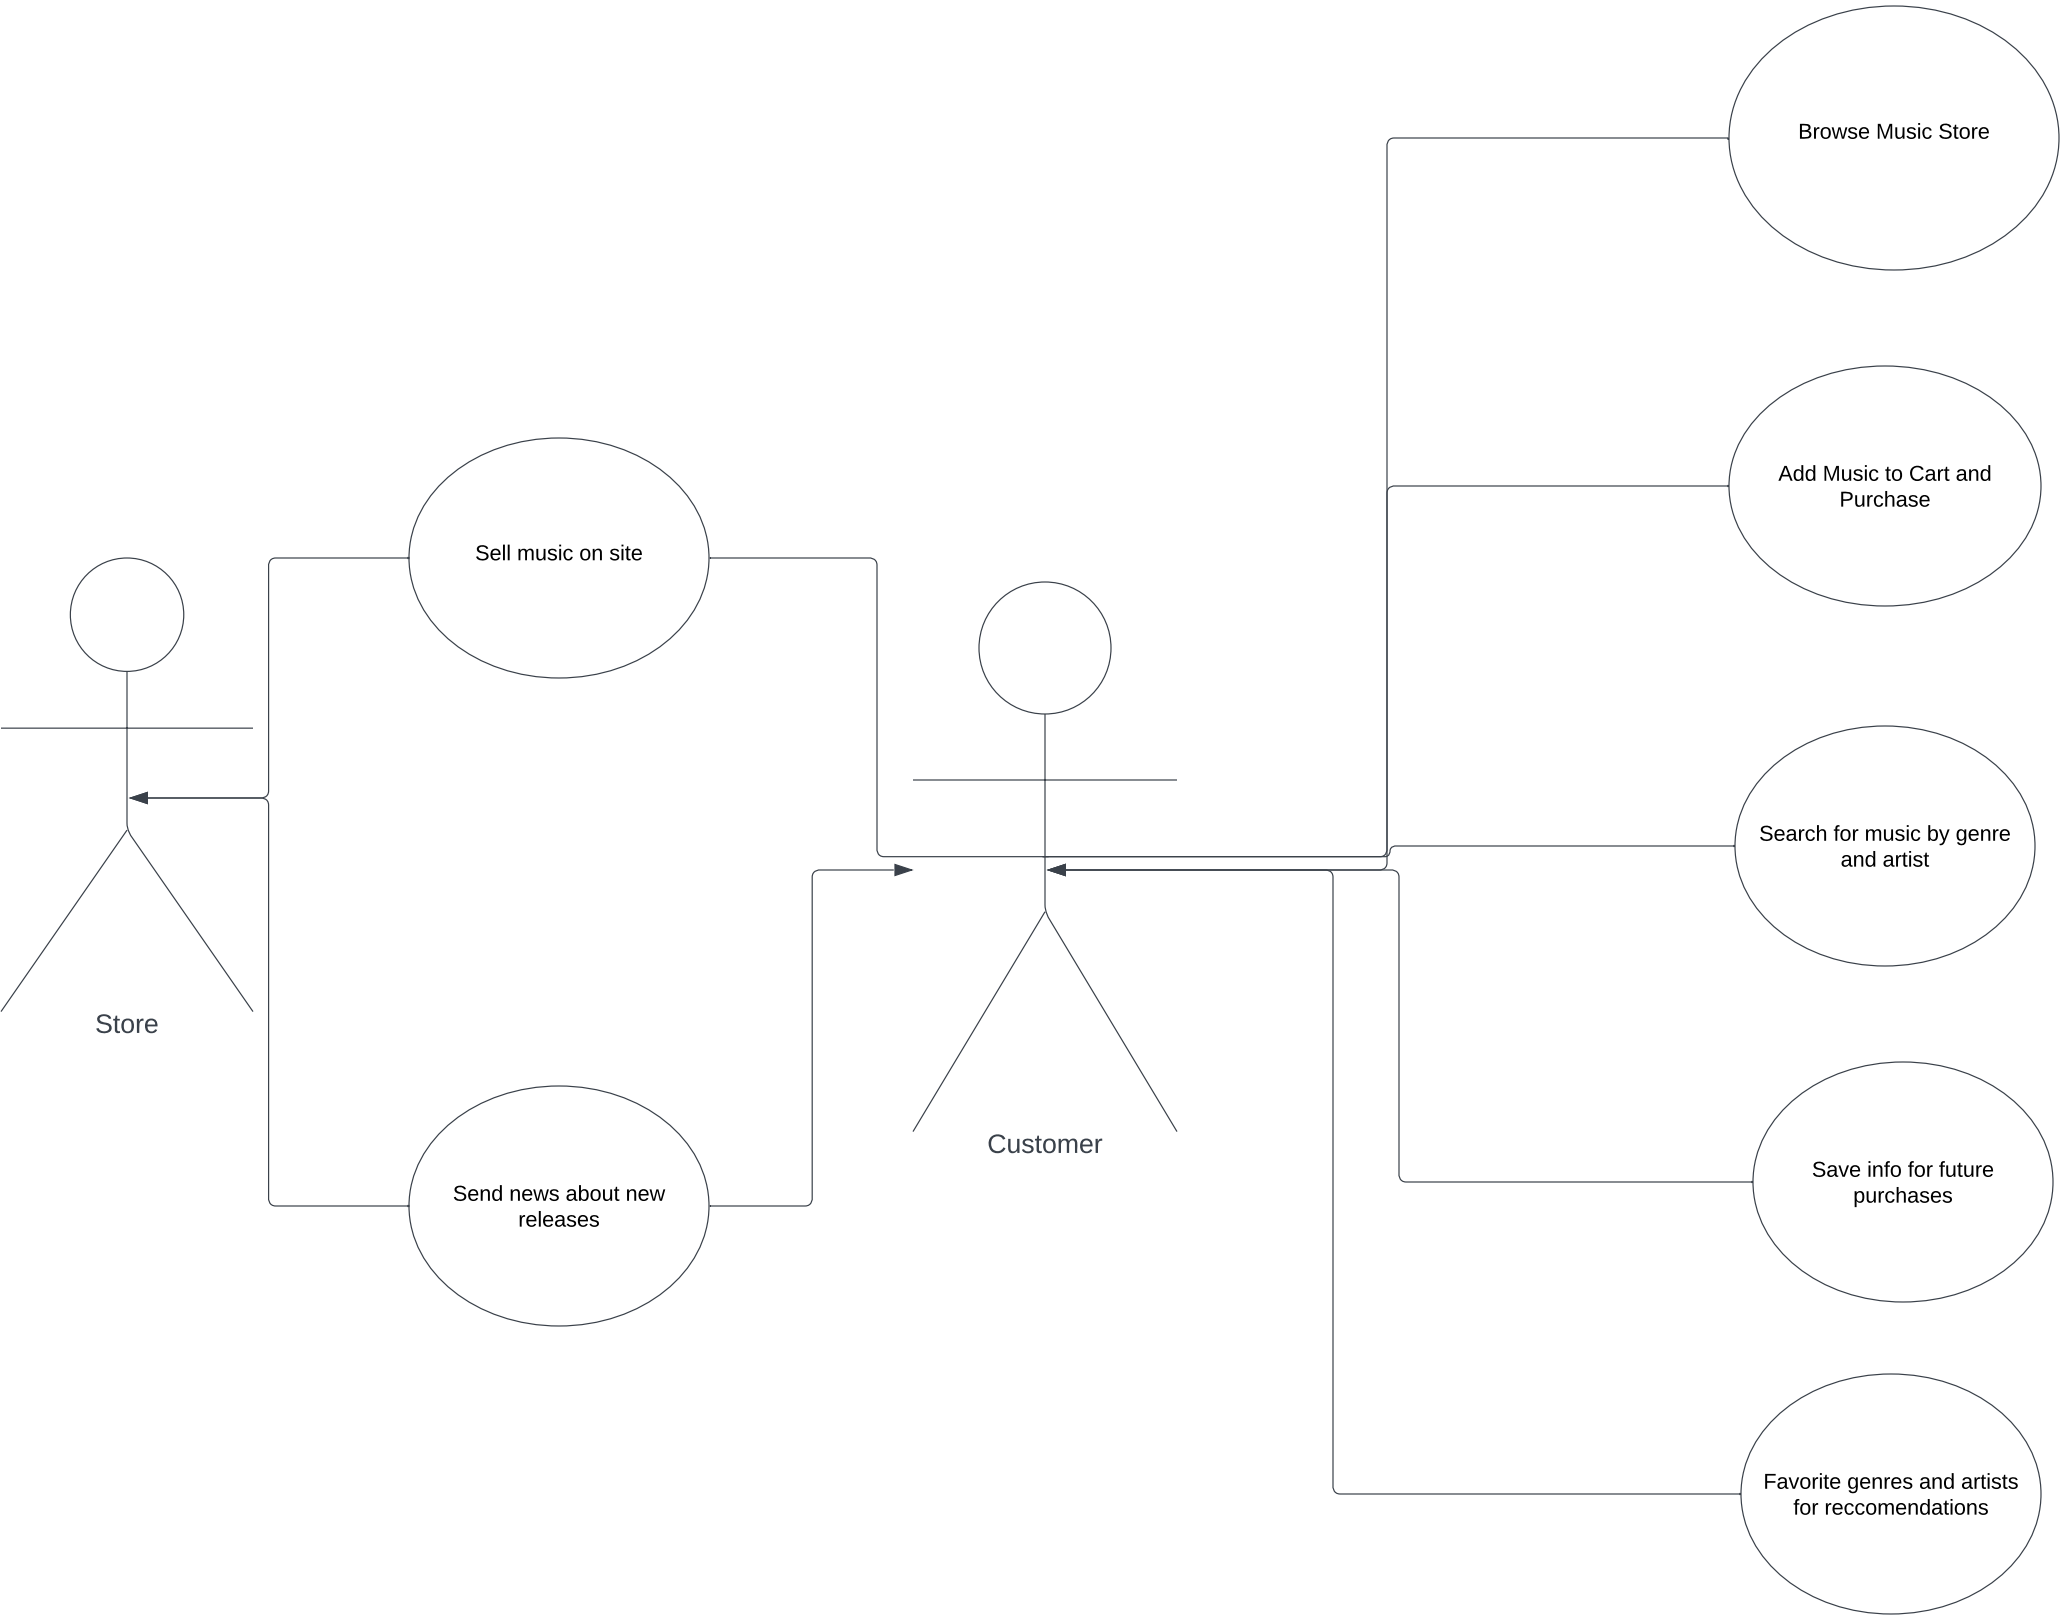 Browse Music Store
Add Music to Cart and
Purchase
Sell music on site
Search for music by genre
and artist
Store
Customer
Send news about new
releases
Save info for future
purchases
Favorite genres and artists
for reccomendations